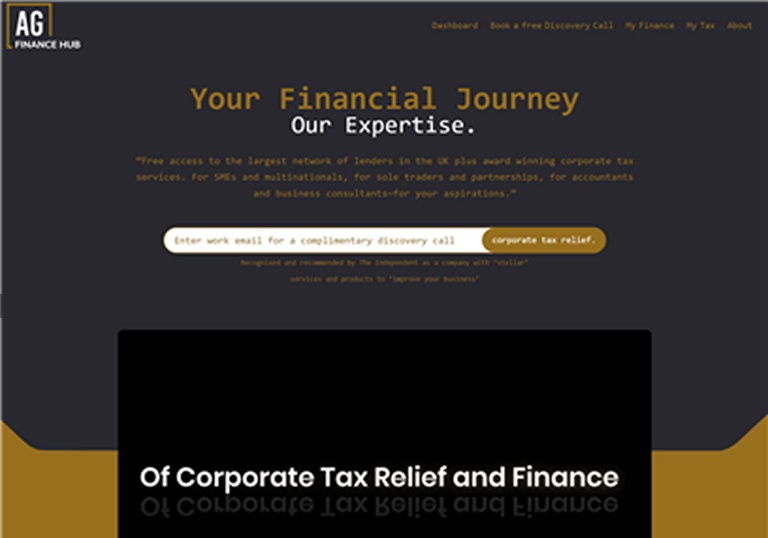 AG
FINANCE HUB
Dashboard Book a free Discovery Call My Finance My Tax About
Your Financial Journey
Our Expertise.
"Free access to the largest network of lenders in the UK plus award winning corporate tax
services. For SMEs and multinationals, for sole traders and partnerships, for accountants
and business consultants—for your aspirations."
Enter work email for a complimentary discovery call
corporate tax relief.
Recognised and recommended by The Independent as a company with "stellar"
services and products to "improve your business"
Of Corporate Tax Relief and Finance